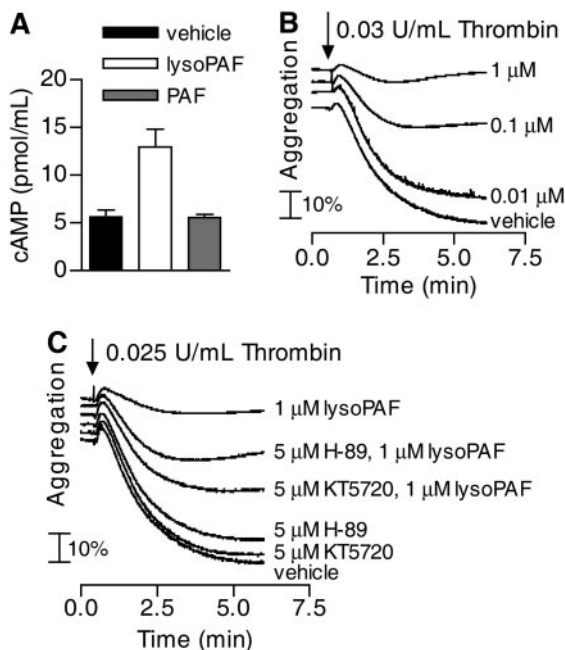 A
vehicle
lysoPAF
PAF
cAMP (pmol/mL)
20
15
10
5
0
B
0.03 U/mL Thrombin
Aggregation
10%
1 µM
0.1 µM
0.01 µM
vehicle
0.0 2.5 5.0 7.5
Time (min)
C
0.025 U/mL Thrombin
Aggregation
10%
1 µM lysoPAF
5 µM H-89, 1 µM lysoPAF
5 µM KT5720, 1 µM lysoPAF
5 µM H-89
5 µM KT5720
vehicle
0.0 2.5 5.0 7.5
Time (min)